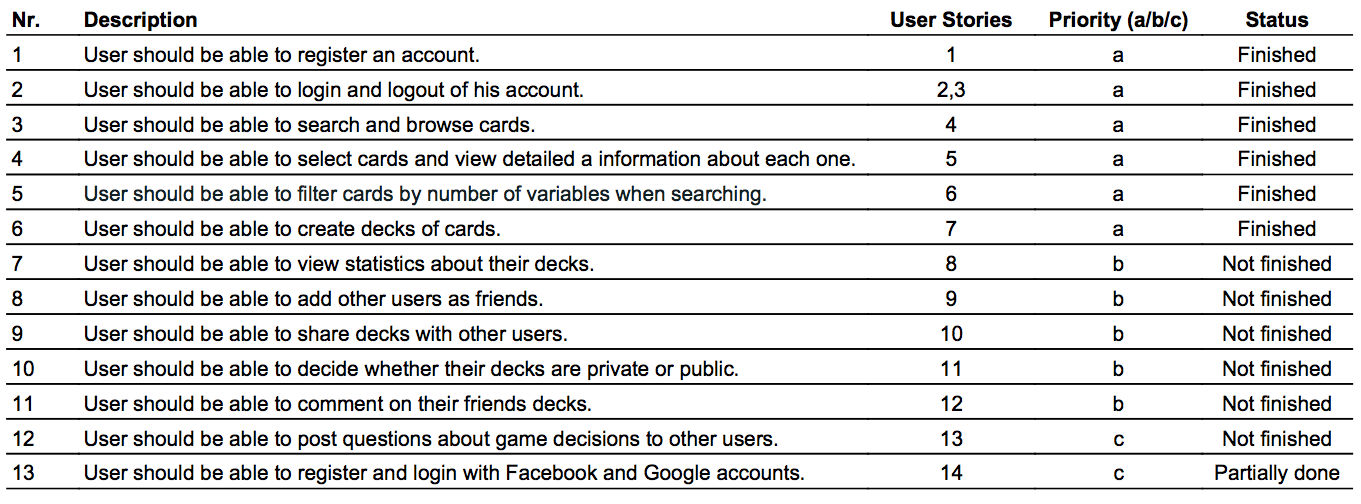 Nr. Description User Stories Priority (a/b/c) Status
1 User should be able to register an account. 1 a Finished
2 User should be able to login and logout of his account. 2,3 a Finished
3 User should be able to search and browse cards. 4 a Finished
4 User should be able to select cards and view detailed a information about each one. 5 a Finished
5 User should be able to filter cards by number of variables when searching. 6 a Finished
6 User should be able to create decks of cards. 7 a Finished
7 User should be able to view statistics about their decks. 8 b Not finished
8 User should be able to add other users as friends. 9 b Not finished
9 User should be able to share decks with other users. 10 b Not finished
10 User should be able to decide whether their decks are private or public. 11 b Not finished
11 User should be able to comment on their friends decks. 12 b Not finished
12 User should be able to post questions about game decisions to other users. 13 c Not finished
13 User should be able to register and login with Facebook and Google accounts. 14 c Partially done